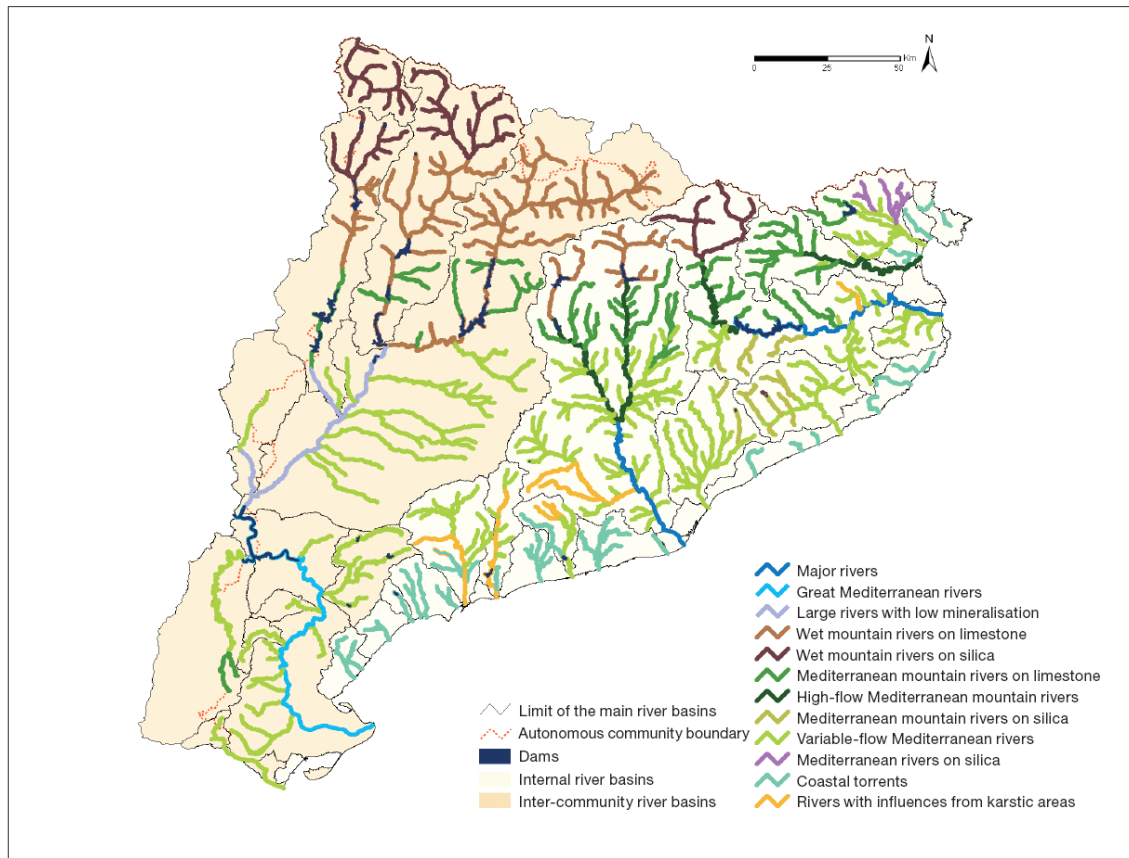 N
Km
0 25 50
Major rivers
Great Mediterranean rivers
Large rivers with low mineralisation
Wet mountain rivers on limestone
Wet mountain rivers on silica
Mediterranean mountain rivers on limestone
High-flow Mediterranean mountain rivers
Mediterranean mountain rivers on silica
Variable-flow Mediterranean rivers
Mediterranean rivers on silica
Coastal torrents
Rivers with influences from karstic areas
Limit of the main river basins
Autonomous community boundary
Dams
Internal river basins
Inter-community river basins